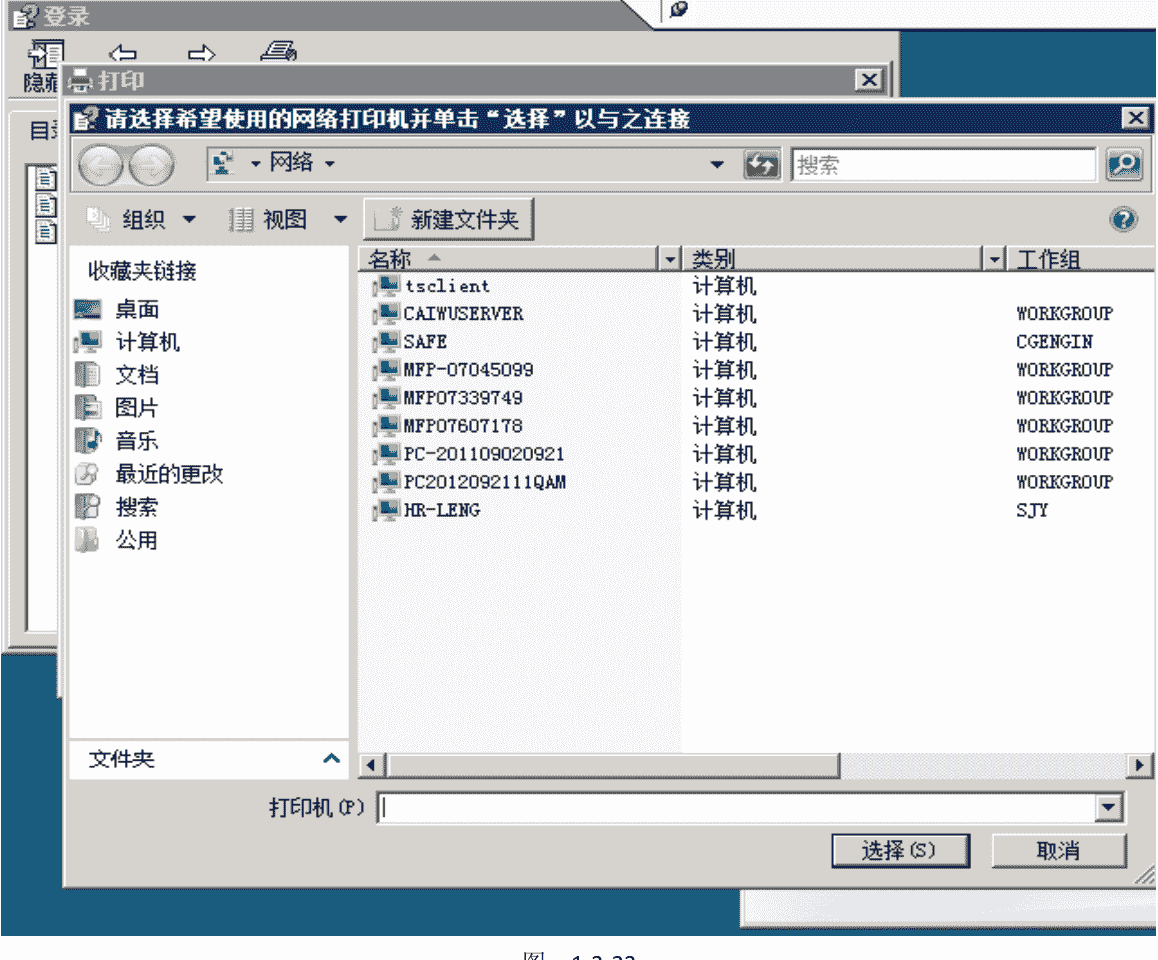 登录
隐藏
打印
请选择希望使用的网络打印机并单击“选择”以与之连接
网络
搜索
组织 视图 新建文件夹
收藏夹链接
桌面
计算机
文档
图片
音乐
最近的更改
搜索
公用
文件夹
名称 类别 工作组
tsclient 计算机
CAIWUSERVER 计算机 WORKGROUP
SAFE 计算机 CGENGIN
MFP-07045099 计算机 WORKGROUP
MFP07339749 计算机 WORKGROUP
MFP07607178 计算机 WORKGROUP
PC-201109020921 计算机 WORKGROUP
PC2012092111QAM 计算机 WORKGROUP
HR-LENG 计算机 SJY
打印机(P)
选择(S) 取消